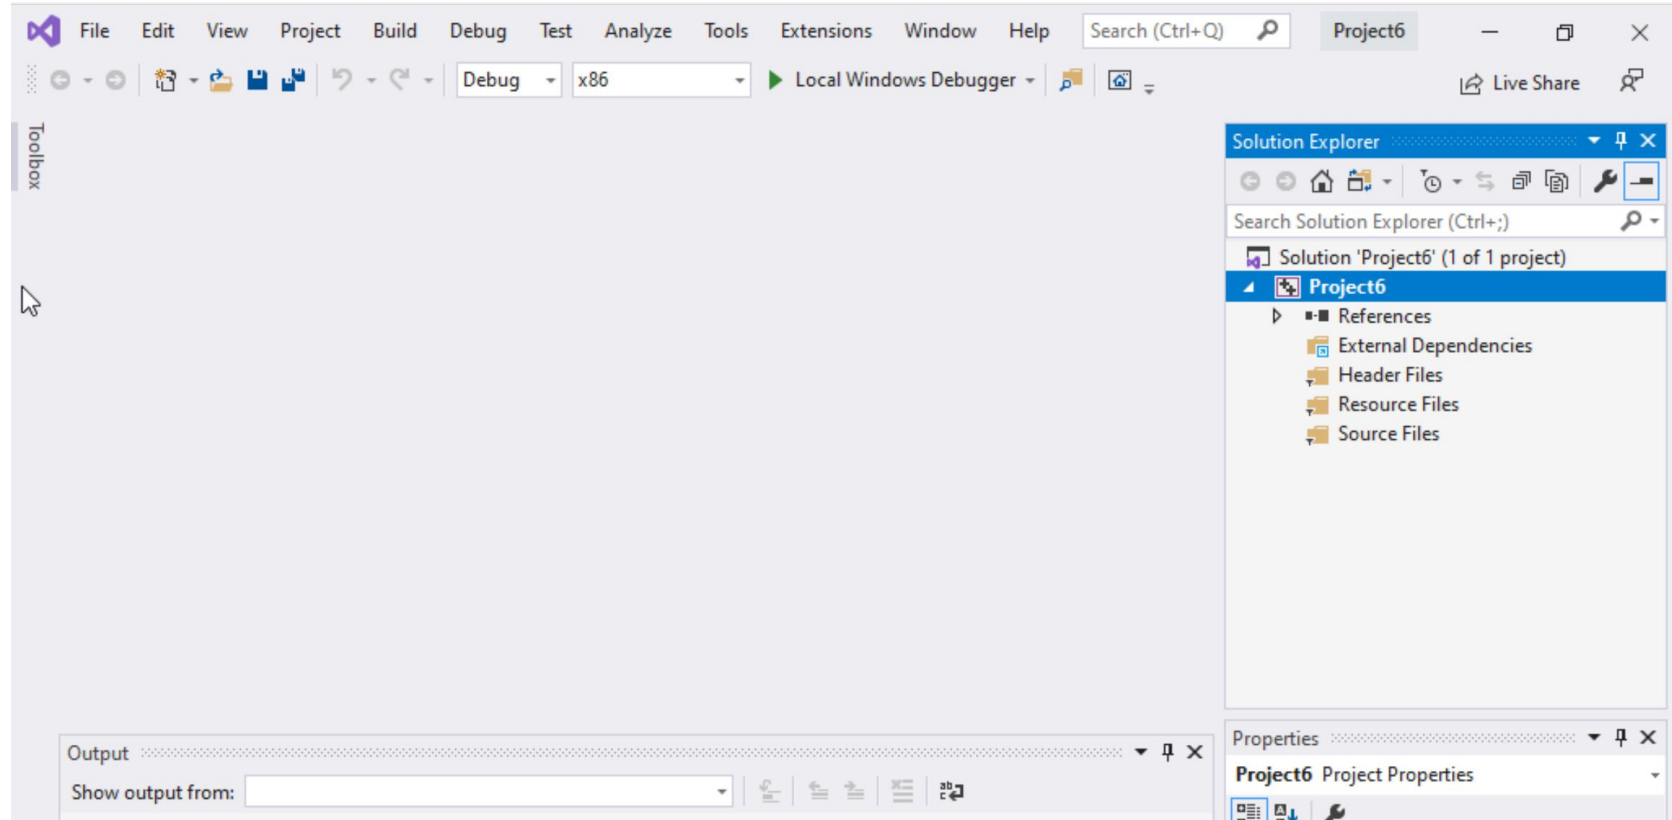 File Edit View Project Build Debug Test Analyze Tools Extensions Window Help Search (Ctrl+Q) Project6
Debug x86 Local Windows Debugger Live Share
Toolbox
Solution Explorer
Search Solution Explorer (Ctrl+;)
Solution 'Project6' (1 of 1 project)
Project6
References
External Dependencies
Header Files
Resource Files
Source Files
Output
Show output from:
Properties
Project6 Project Properties